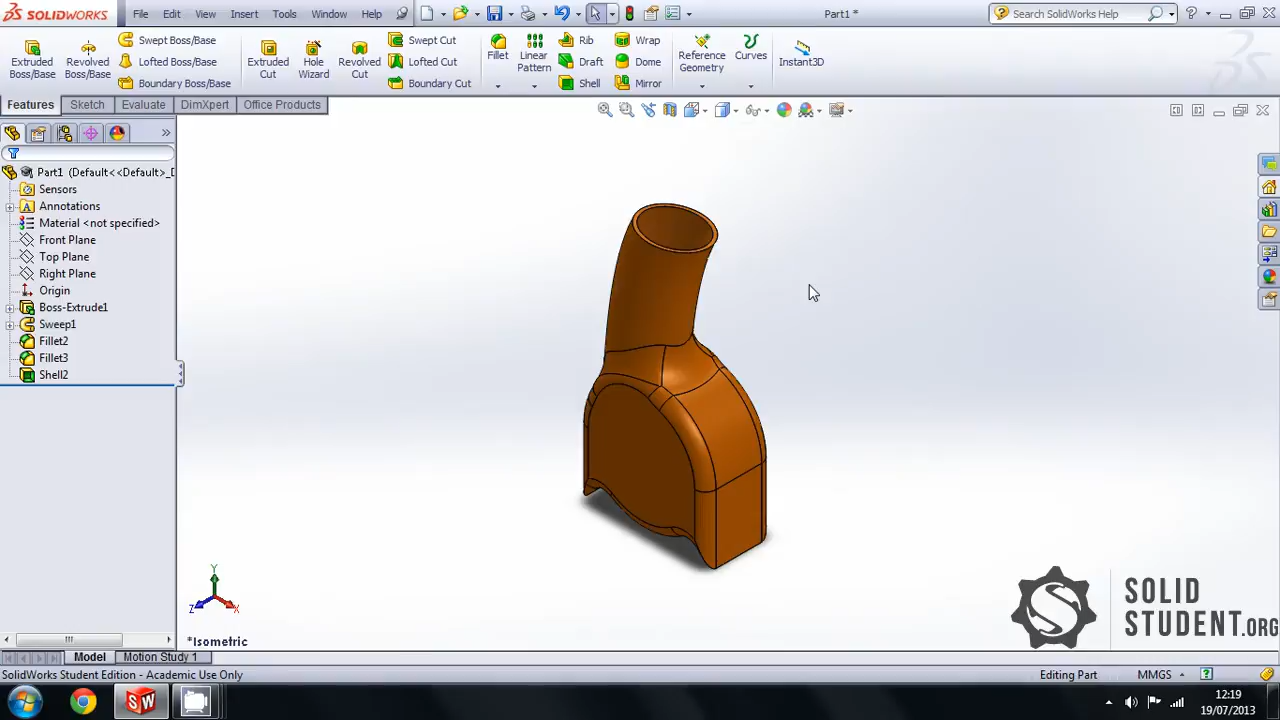 SOLIDWORKS File Edit View Insert Tools Window Help Part1 * Search SolidWorks Help
Extruded Boss/Base
Revolved Boss/Base
Swept Boss/Base
Lofted Boss/Base
Boundary Boss/Base
Extruded Cut
Hole Wizard
Revolved Cut
Swept Cut
Lofted Cut
Boundary Cut
Fillet
Linear Pattern
Rib
Draft
Shell
Wrap
Dome
Mirror
Reference Geometry
Curves
Instant3D
Features Sketch Evaluate DimXpert Office Products
Part1 (Default<<Default>_D
Sensors
Annotations
Material <not specified>
Front Plane
Top Plane
Right Plane
Origin
Boss-Extrude1
Sweep1
Fillet2
Fillet3
Shell2
Y
Z X
*Isometric
SOLID
STUDENT.ORG
Model Motion Study 1
SolidWorks Student Edition - Academic Use Only Editing Part MMGS
SW
12:19
19/07/2013